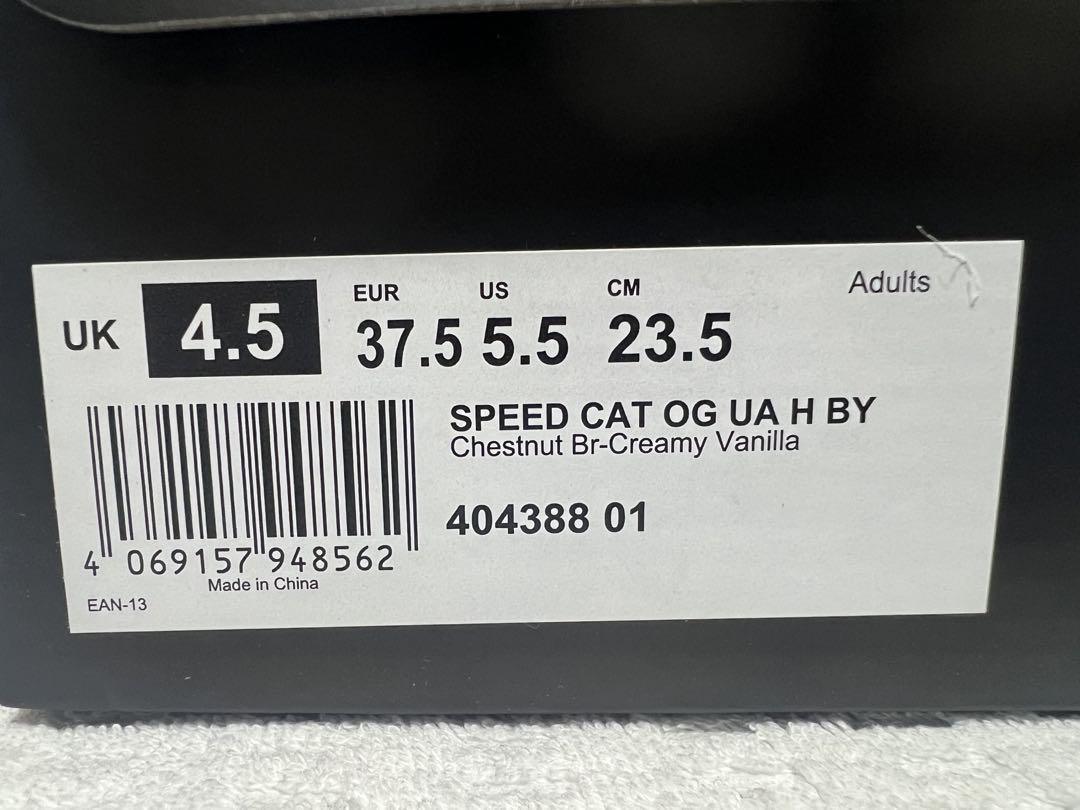 UK 4.5 EUR 37.5 US 5.5 CM 23.5 Adults
SPEED CAT OG UA H BY
Chestnut Br-Creamy Vanilla
404388 01
4 069157 948562
Made in China
EAN-13